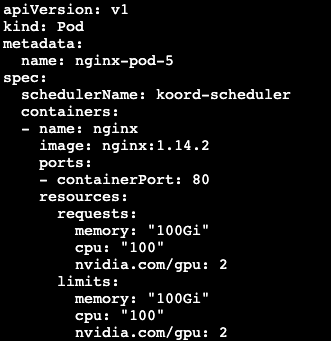 apiVersion: v1
kind: Pod
metadata:
  name: nginx-pod-5
spec:
  schedulerName: koord-scheduler
  containers:
  - name: nginx
    image: nginx:1.14.2
    ports:
    - containerPort: 80
    resources:
      requests:
        memory: "100Gi"
        cpu: "100"
        nvidia.com/gpu: 2
      limits:
        memory: "100Gi"
        cpu: "100"
        nvidia.com/gpu: 2